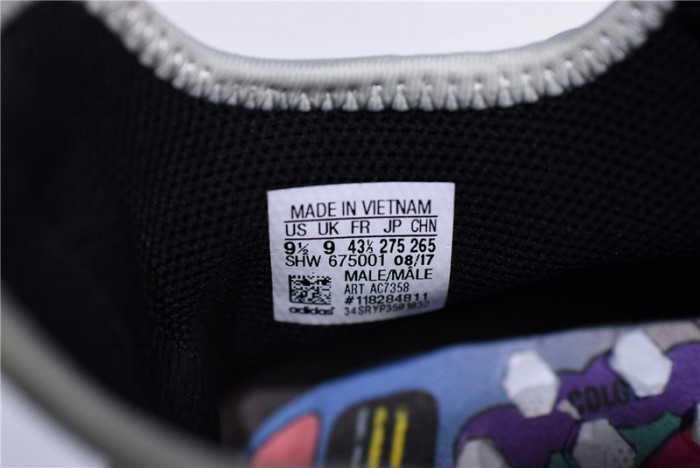 MADE IN VIETNAM
US UK FR JP CHN
9½ 9 43⅓ 275 265
SHW 675001 08/17
MALE/MÂLE
ART AC7358
#118284811
adidas
COLO